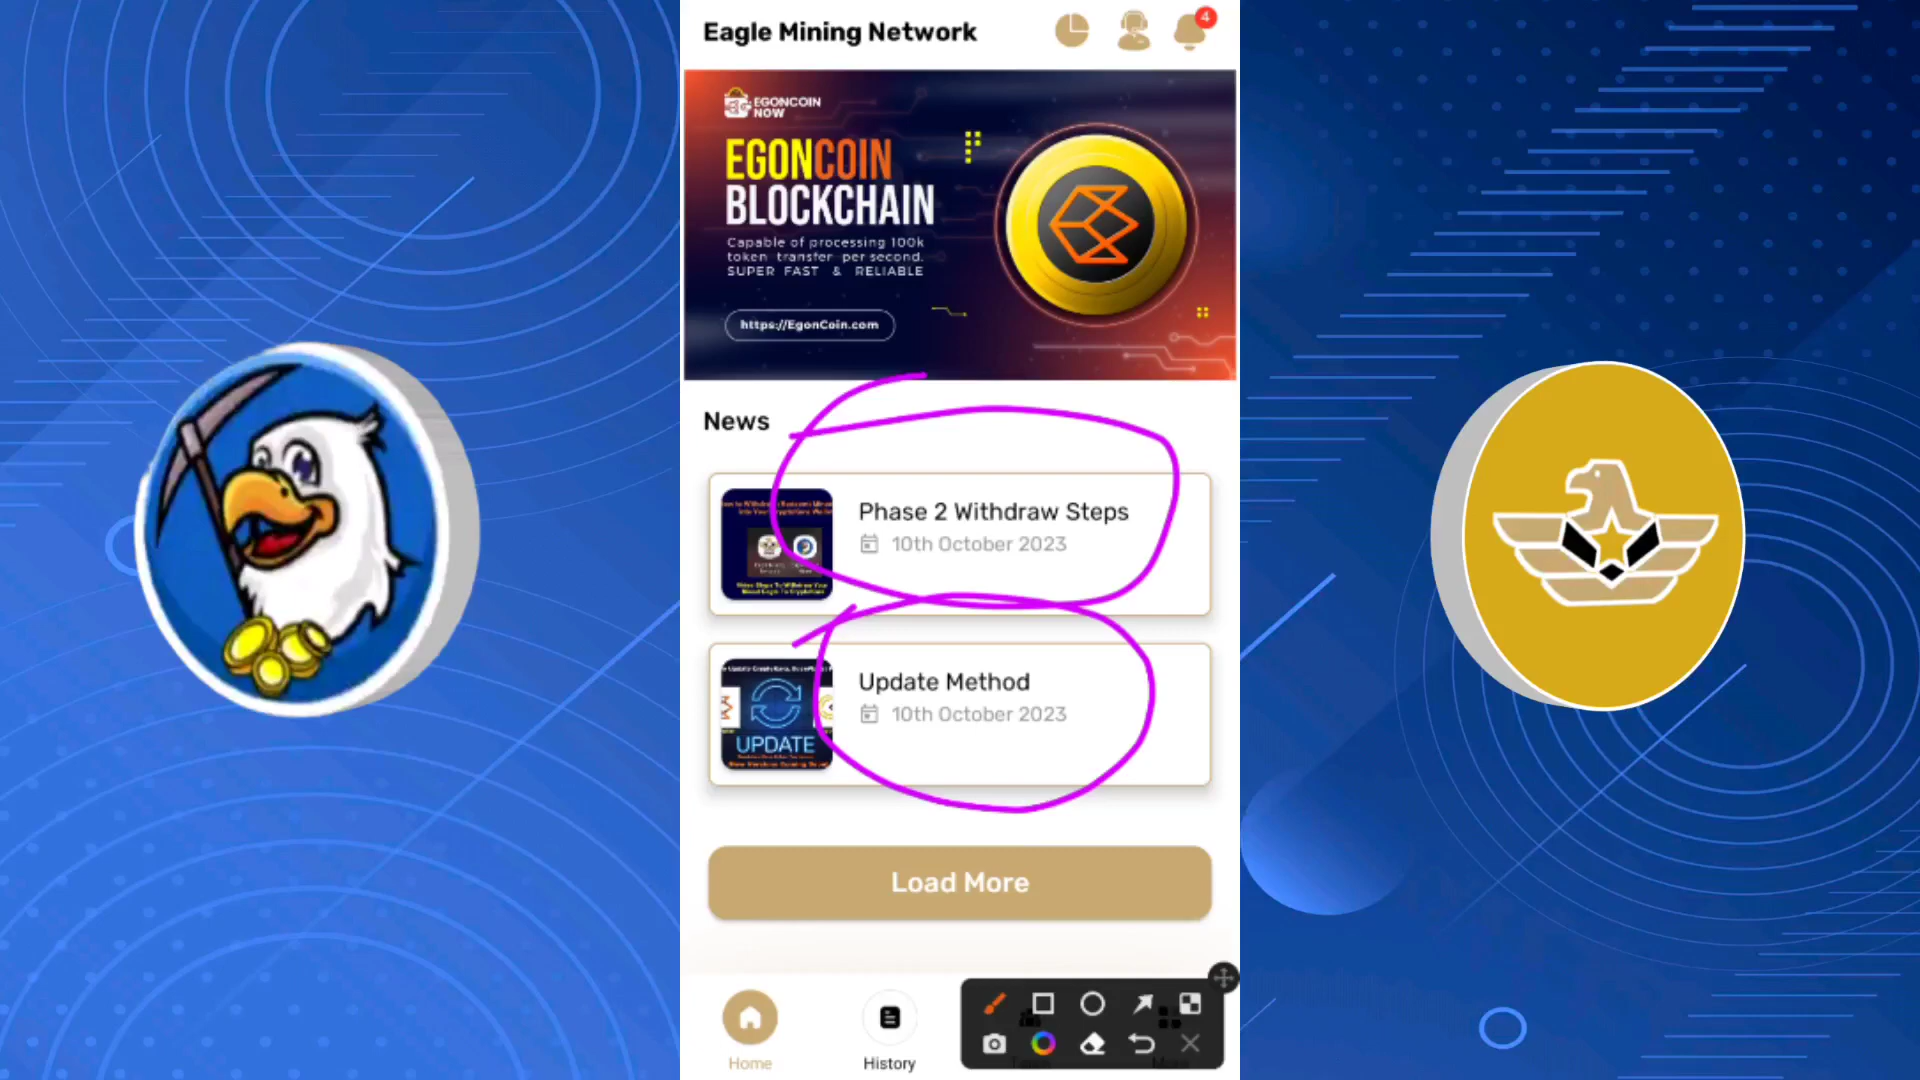 Eagle Mining Network
4
EGONCOIN
NOW
EGONCOIN
BLOCKCHAIN
Capable of processing 100k
token transfer per second.
SUPER FAST & RELIABLE
https://EgonCoin.com
News
Phase 2 Withdraw Steps
10th October 2023
Update Method
10th October 2023
UPDATE
Load More
Home
History